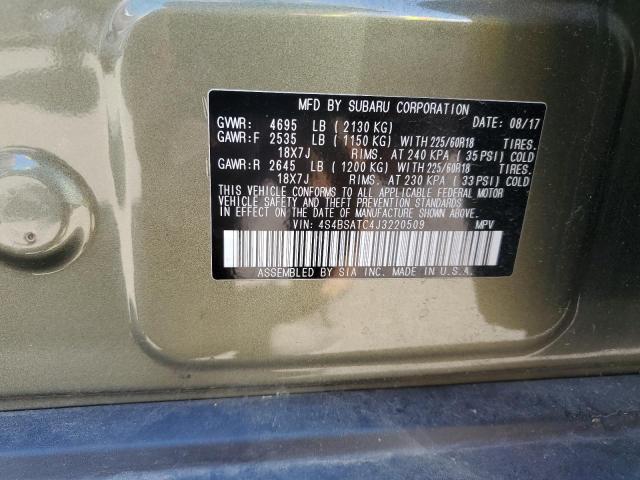 MFD BY SUBARU CORPORATION DATE: 08/17
GVWR: 4695 LB ( 2130 KG)
GAWR:F 2535 LB ( 1150 KG) WITH 225/60R18 TIRES.
18X7J RIMS. AT 240 KPA ( 35 PSI) COLD
GAWR:R 2645 LB ( 1200 KG) WITH 225/60R18 TIRES.
18X7J RIMS. AT 230 KPA ( 33 PSI) COLD
THIS VEHICLE CONFORMS TO ALL APPLICABLE FEDERAL MOTOR
VEHICLE SAFETY, BUMPER, AND THEFT PREVENTION STANDARDS
IN EFFECT ON THE DATE OF MANUFACTURE SHOWN ABOVE.
VIN: 4S4BSATC4J3220509 MPV
ASSEMBLED BY SIA INC. MADE IN U.S.A.